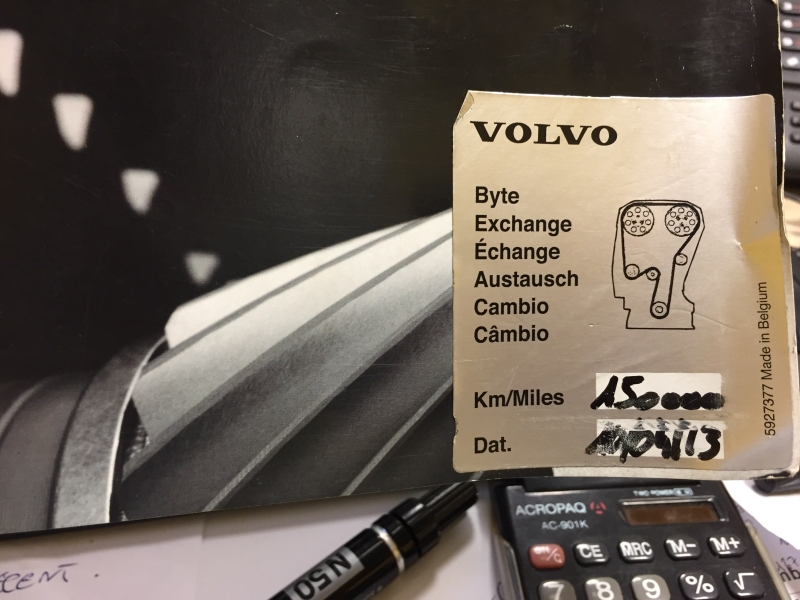 VOLVO
Byte
Exchange
Échange
Austausch
Cambio
Câmbio
Km/Miles 150000
Dat.
5927377 Made in Belgium
N50
ACROPAQ
AC-901K
TWO POWER
CE MRC M- M+
7 8 9 % √